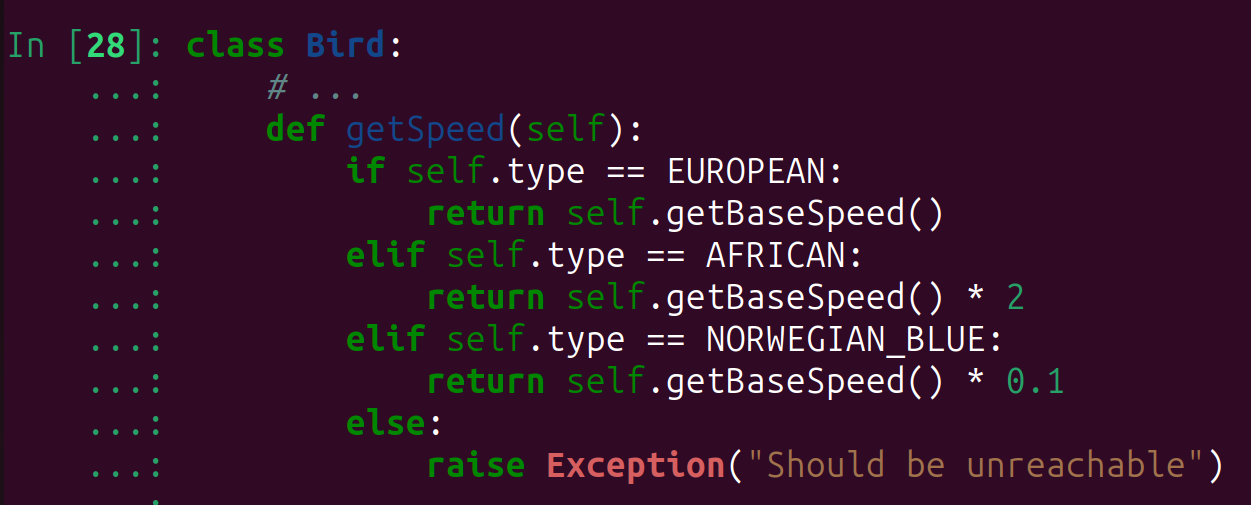 In [28]: class Bird:
    ...:     # ...
    ...:     def getSpeed(self):
    ...:         if self.type == EUROPEAN:
    ...:             return self.getBaseSpeed()
    ...:         elif self.type == AFRICAN:
    ...:             return self.getBaseSpeed() * 2
    ...:         elif self.type == NORWEGIAN_BLUE:
    ...:             return self.getBaseSpeed() * 0.1
    ...:         else:
    ...:             raise Exception("Should be unreachable")